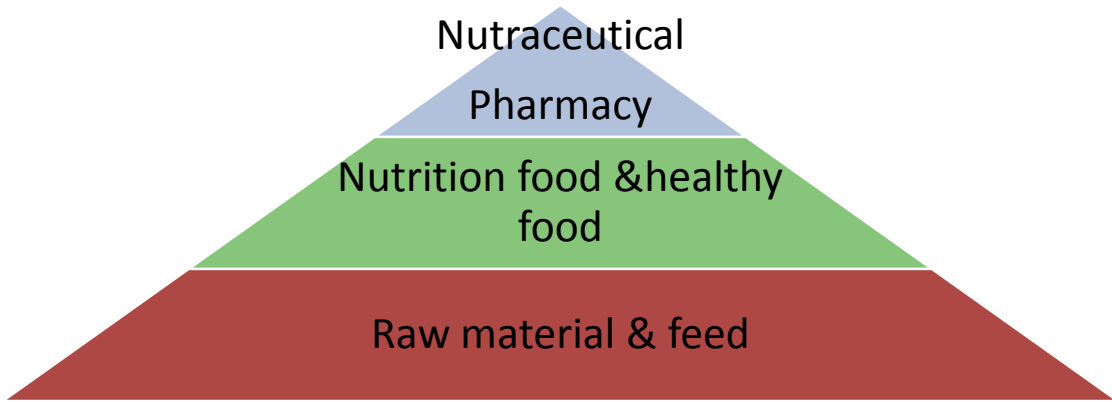 Nutraceutical
Pharmacy
Nutrition food &healthy
food
Raw material & feed